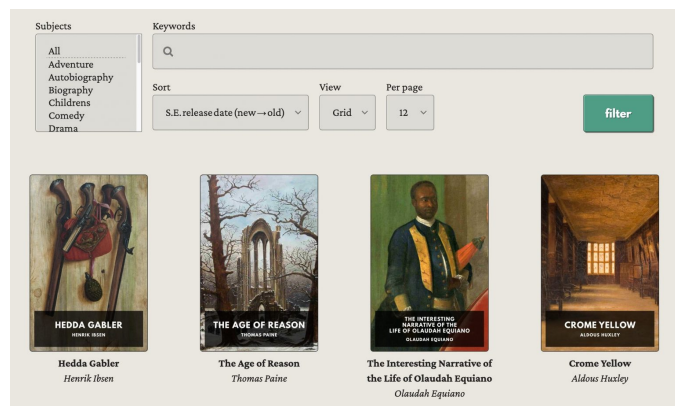 Subjects
Keywords
All
Adventure
Autobiography
Biography
Childrens
Comedy
Drama
Sort
View
Per page
S.E. release date (new→old)
Grid
12
filter
HEDDA GABLER
HENRIK IBSEN
THE AGE OF REASON
THOMAS PAINE
THE INTERESTING
NARRATIVE OF THE
LIFE OF OLAUDAH EQUIANO
OLAUDAH EQUIANO
CROME YELLOW
ALDOUS HUXLEY
Hedda Gabler
Henrik Ibsen
The Age of Reason
Thomas Paine
The Interesting Narrative of
the Life of Olaudah Equiano
Olaudah Equiano
Crome Yellow
Aldous Huxley